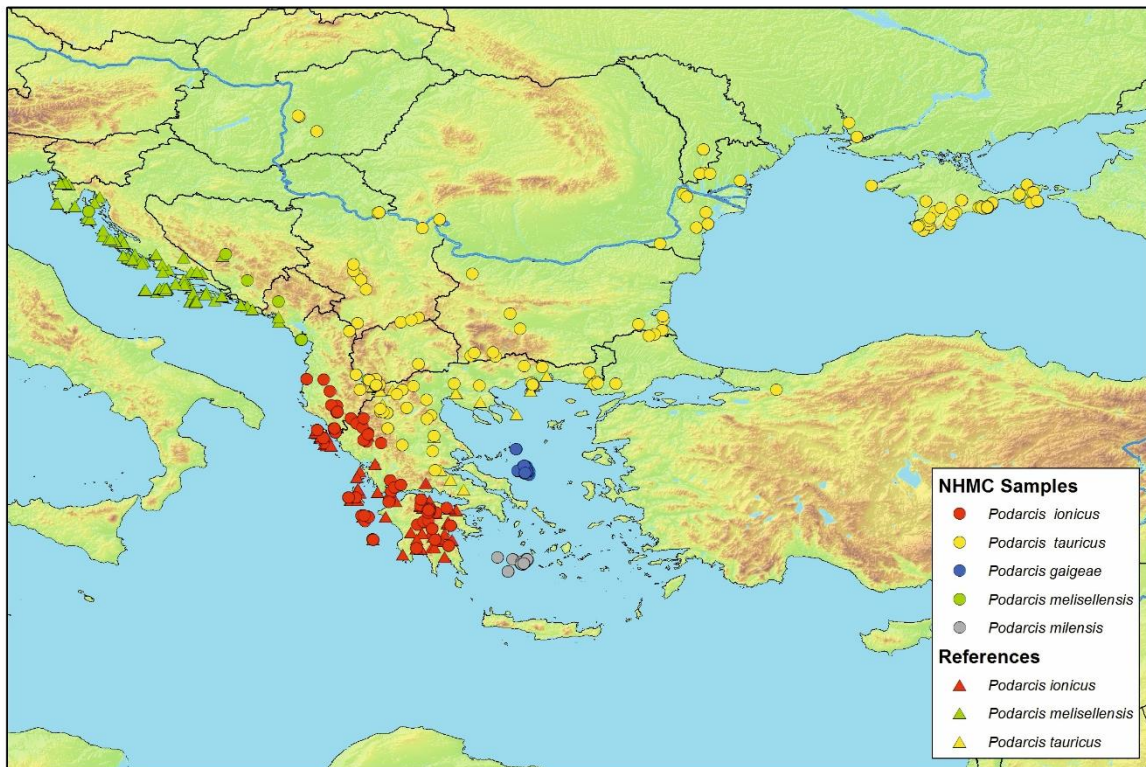 NHMC Samples
Podarcis ionicus
Podarcis tauricus
Podarcis gaigeae
Podarcis melisellensis
Podarcis milensis
References
Podarcis ionicus
Podarcis melisellensis
Podarcis tauricus